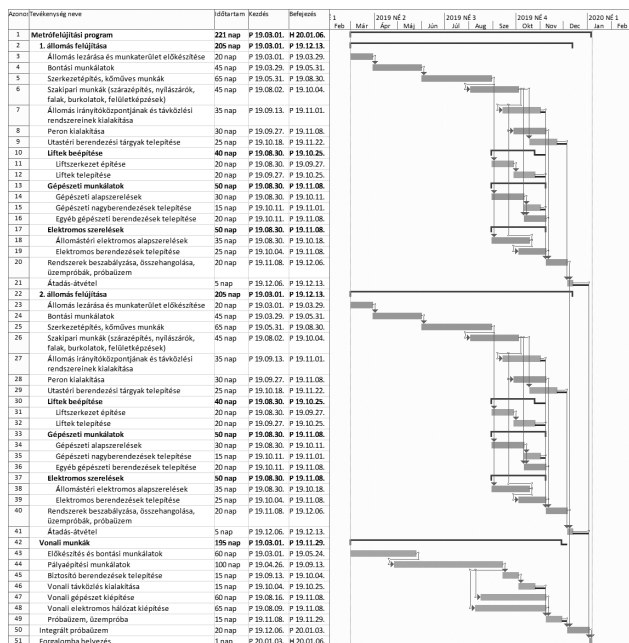 Azonos Tevékenység neve Időtartam Kezdés Befejezés 1 2019 NÉ 2 2019 NÉ 3 2019 NÉ 4 2020 NÉ 1
Feb Már Ápr Máj Jún Júl Aug Sze Okt Nov Dec Jan Feb
1 Metrófelújítási program 221 nap P 19.03.01. H 20.01.06.
2 1. állomás felújítása 205 nap P 19.03.01. P 19.12.13.
3 Állomás lezárása és munkaterület előkészítése 20 nap P 19.03.01. P 19.03.29.
4 Bontási munkálatok 45 nap P 19.03.29. P 19.05.31.
5 Szerkezetépítés, kőműves munkák 65 nap P 19.05.31. P 19.08.30.
6 Szakipari munkák (szárazépítés, nyílászárók, falak, burkolatok, felületképzések) 45 nap P 19.08.02. P 19.10.04.
7 Állomás irányítóközpontjának és távközlési rendszereinek kialakítása 35 nap P 19.09.13. P 19.11.01.
8 Peron kialakítása 30 nap P 19.09.27. P 19.11.08.
9 Utastéri berendezési tárgyak telepítése 25 nap P 19.10.18. P 19.11.22.
10 Liftek beépítése 40 nap P 19.08.30. P 19.10.25.
11 Liftszerkezet építése 20 nap P 19.08.30. P 19.09.27.
12 Liftek telepítése 20 nap P 19.09.27. P 19.10.25.
13 Gépészeti munkálatok 50 nap P 19.08.30. P 19.11.08.
14 Gépészeti alapszerelések 30 nap P 19.08.30. P 19.10.11.
15 Gépészeti nagyberendezések telepítése 15 nap P 19.10.11. P 19.11.01.
16 Egyéb gépészeti berendezések telepítése 20 nap P 19.10.11. P 19.11.08.
17 Elektromos szerelések 50 nap P 19.08.30. P 19.11.08.
18 Állomástéri elektromos alapszerelések 35 nap P 19.08.30. P 19.10.18.
19 Elektromos berendezések telepítése 25 nap P 19.10.04. P 19.11.08.
20 Rendszerek beszabályzása, összehangolása, üzempróbák, próbaüzem 20 nap P 19.11.08. P 19.12.06.
21 Átadás-átvétel 5 nap P 19.12.06. P 19.12.13.
22 2. állomás felújítása 205 nap P 19.03.01. P 19.12.13.
23 Állomás lezárása és munkaterület előkészítése 20 nap P 19.03.01. P 19.03.29.
24 Bontási munkálatok 45 nap P 19.03.29. P 19.05.31.
25 Szerkezetépítés, kőműves munkák 65 nap P 19.05.31. P 19.08.30.
26 Szakipari munkák (szárazépítés, nyílászárók, falak, burkolatok, felületképzések) 45 nap P 19.08.02. P 19.10.04.
27 Állomás irányítóközpontjának és távközlési rendszereinek kialakítása 35 nap P 19.09.13. P 19.11.01.
28 Peron kialakítása 30 nap P 19.09.27. P 19.11.08.
29 Utastéri berendezési tárgyak telepítése 25 nap P 19.10.18. P 19.11.22.
30 Liftek beépítése 40 nap P 19.08.30. P 19.10.25.
31 Liftszerkezet építése 20 nap P 19.08.30. P 19.09.27.
32 Liftek telepítése 20 nap P 19.09.27. P 19.10.25.
33 Gépészeti munkálatok 50 nap P 19.08.30. P 19.11.08.
34 Gépészeti alapszerelések 30 nap P 19.08.30. P 19.10.11.
35 Gépészeti nagyberendezések telepítése 15 nap P 19.10.11. P 19.11.01.
36 Egyéb gépészeti berendezések telepítése 20 nap P 19.10.11. P 19.11.08.
37 Elektromos szerelések 50 nap P 19.08.30. P 19.11.08.
38 Állomástéri elektromos alapszerelések 35 nap P 19.08.30. P 19.10.18.
39 Elektromos berendezések telepítése 25 nap P 19.10.04. P 19.11.08.
40 Rendszerek beszabályzása, összehangolása, üzempróbák, próbaüzem 20 nap P 19.11.08. P 19.12.06.
41 Átadás-átvétel 5 nap P 19.12.06. P 19.12.13.
42 Vonali munkák 195 nap P 19.03.01. P 19.11.29.
43 Előkészítés és bontási munkálatok 60 nap P 19.03.01. P 19.05.24.
44 Pályaépítési munkálatok 100 nap P 19.04.26. P 19.09.13.
45 Biztosító berendezések telepítése 15 nap P 19.09.13. P 19.10.04.
46 Vonali távközlés kialakítása 15 nap P 19.10.04. P 19.10.25.
47 Vonali gépészet kiépítése 60 nap P 19.08.16. P 19.11.08.
48 Vonali elektromos hálózat kiépítése 65 nap P 19.08.09. P 19.11.08.
49 Próbaüzem, üzempróba 15 nap P 19.11.08. P 19.11.29.
50 Integrált próbaüzem 20 nap P 19.12.06. P 20.01.03.
51 Forgalomba helyezés 1 nap P 20.01.03. H 20.01.06.